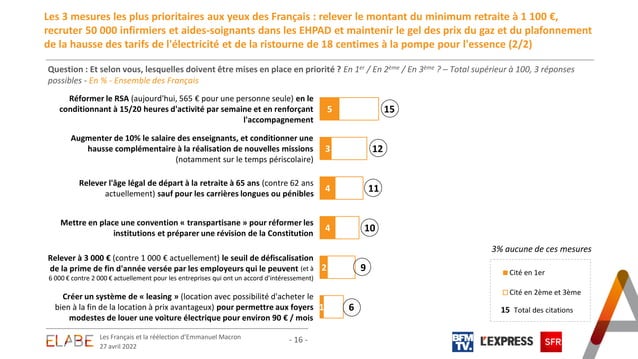 Les 3 mesures les plus prioritaires aux yeux des Français : relever le montant du minimum retraite à 1 100 €,
recruter 50 000 infirmiers et aides-soignants dans les EHPAD et maintenir le gel des prix du gaz et du plafonnement
de la hausse des tarifs de l'électricité et de la ristourne de 18 centimes à la pompe pour l'essence (2/2)
Question : Et selon vous, lesquelles doivent être mises en place en priorité ? En 1er / En 2ème / En 3ème ? – Total supérieur à 100, 3 réponses
possibles - En % - Ensemble des Français
Réformer le RSA (aujourd'hui, 565 € pour une personne seule) en le
conditionnant à 15/20 heures d'activité par semaine et en renforçant
l'accompagnement
5
15
Augmenter de 10% le salaire des enseignants, et conditionner une
hausse complémentaire à la réalisation de nouvelles missions
(notamment sur le temps périscolaire)
3
12
Relever l'âge légal de départ à la retraite à 65 ans (contre 62 ans
actuellement) sauf pour les carrières longues ou pénibles
4
11
Mettre en place une convention « transpartisane » pour réformer les
institutions et préparer une révision de la Constitution
4
10
Relever à 3 000 € (contre 1 000 € actuellement) le seuil de défiscalisation
de la prime de fin d'année versée par les employeurs qui le peuvent (et à
6 000 € contre 2 000 € actuellement pour les entreprises qui ont un accord d'intéressement)
2
9
Créer un système de « leasing » (location avec possibilité d'acheter le
bien à la fin de la location à prix avantageux) pour permettre aux foyers
modestes de louer une voiture électrique pour environ 90 € / mois
1
6
3% aucune de ces mesures
Cité en 1er
Cité en 2ème et 3ème
15 Total des citations
ELABE
Les Français et la réélection d'Emmanuel Macron
27 avril 2022
- 16 -
BFM
TV.
L'EXPRESS
SFR